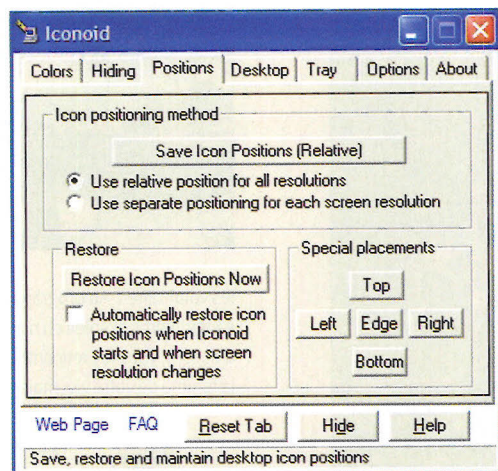 Iconoid
Colors Hiding Positions Desktop Tray Options About
Icon positioning method
Save Icon Positions (Relative)
Use relative position for all resolutions
Use separate positioning for each screen resolution
Restore
Restore Icon Positions Now
Automatically restore icon
positions when Iconoid
starts and when screen
resolution changes
Special placements
Top
Left Edge Right
Bottom
Web Page FAQ Reset Tab Hide Help
Save, restore and maintain desktop icon positions